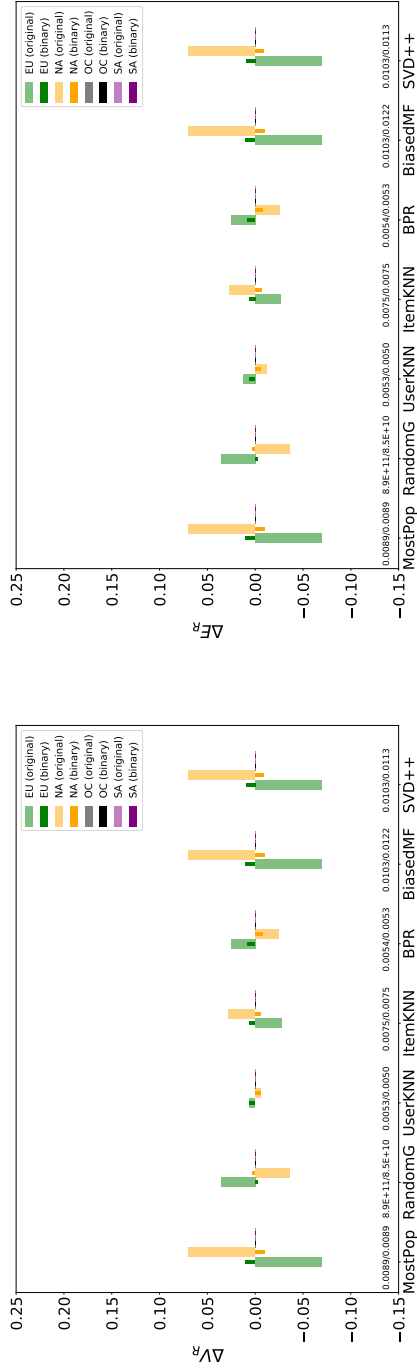 0.25
0.20
0.15
0.10
0.05
0.00
−0.05
−0.10
−0.15
ΔV_R
EU (original)
EU (binary)
NA (original)
NA (binary)
OC (original)
OC (binary)
SA (original)
SA (binary)
0.0089/0.0089 8.9E+11/8.5E+10 0.0053/0.0050 0.0075/0.0075 0.0054/0.0053 0.0103/0.0122 0.0103/0.0113
MostPop RandomG UserKNN ItemKNN BPR BiasedMF SVD++
0.25
0.20
0.15
0.10
0.05
0.00
−0.05
−0.10
−0.15
ΔE_R
EU (original)
EU (binary)
NA (original)
NA (binary)
OC (original)
OC (binary)
SA (original)
SA (binary)
0.0089/0.0089 8.9E+11/8.5E+10 0.0053/0.0050 0.0075/0.0075 0.0054/0.0053 0.0103/0.0122 0.0103/0.0113
MostPop RandomG UserKNN ItemKNN BPR BiasedMF SVD++